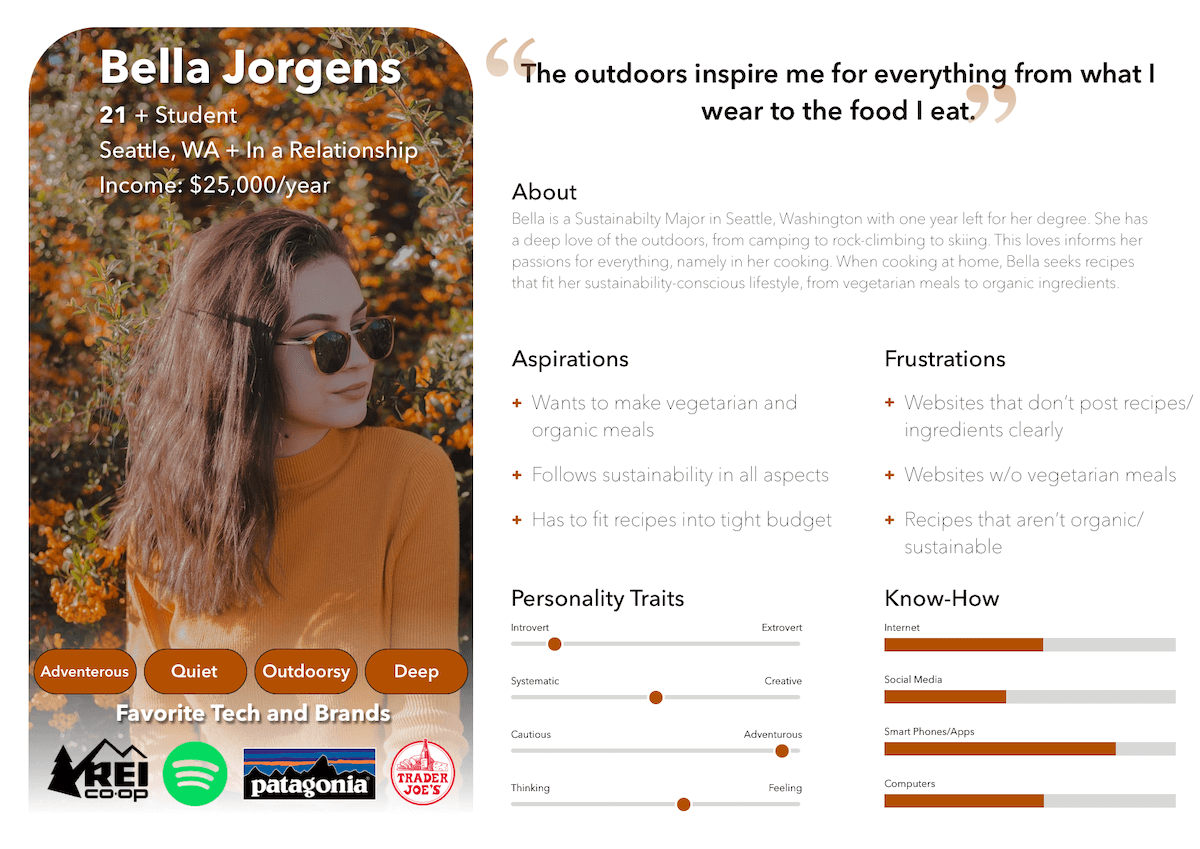 Bella Jorgens
21 + Student
Seattle, WA + In a Relationship
Income: $25,000/year
Adventerous
Quiet
Outdoorsy
Deep
Favorite Tech and Brands
REI
CO·OP
patagonia®
TRADER
JOE'S
“The outdoors inspire me for everything from what I
wear to the food I eat.”
About
Bella is a Sustainabilty Major in Seattle, Washington with one year left for her degree. She has
a deep love of the outdoors, from camping to rock-climbing to skiing. This loves informs her
passions for everything, namely in her cooking. When cooking at home, Bella seeks recipes
that fit her sustainability-conscious lifestyle, from vegetarian meals to organic ingredients.
Aspirations
+ Wants to make vegetarian and
organic meals
+ Follows sustainability in all aspects
+ Has to fit recipes into tight budget
Frustrations
+ Websites that don’t post recipes/
ingredients clearly
+ Websites w/o vegetarian meals
+ Recipes that aren’t organic/
sustainable
Personality Traits
Introvert Extrovert
Systematic Creative
Cautious Adventurous
Thinking Feeling
Know-How
Internet
Social Media
Smart Phones/Apps
Computers